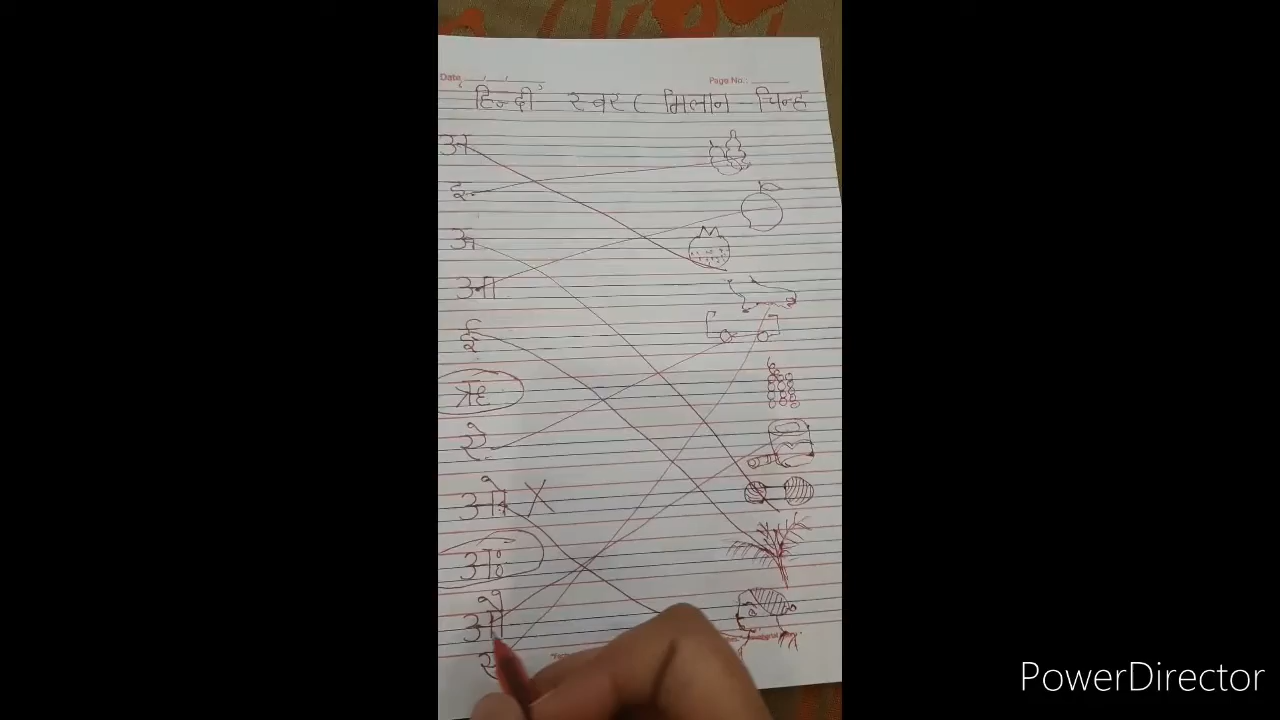 Date
Page No.:
हिन्दी स्वर ( मिलान - चिन्ह
अ
इ
उ
आ
ई
ऋ
ऐ
ओ X
अः
औ
ए
PowerDirector